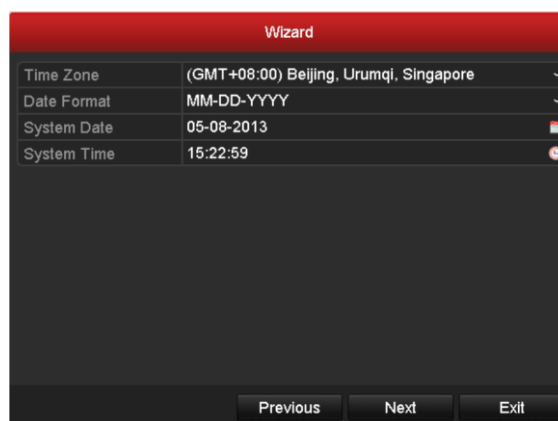 Wizard
Time Zone (GMT+08:00) Beijing, Urumqi, Singapore
Date Format MM-DD-YYYY
System Date 05-08-2013
System Time 15:22:59
Previous Next Exit